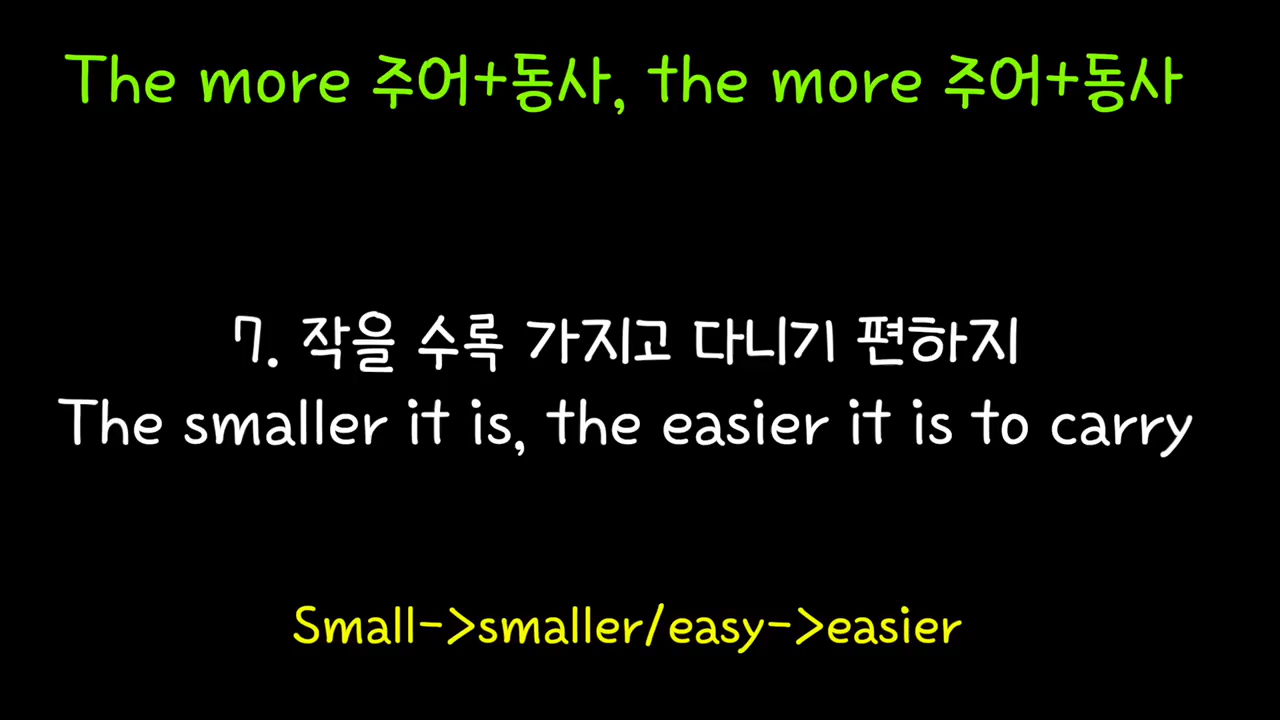 The more 주어+동사, the more 주어+동사
7. 작을 수록 가지고 다니기 편하지
The smaller it is, the easier it is to carry
Small->smaller/easy->easier